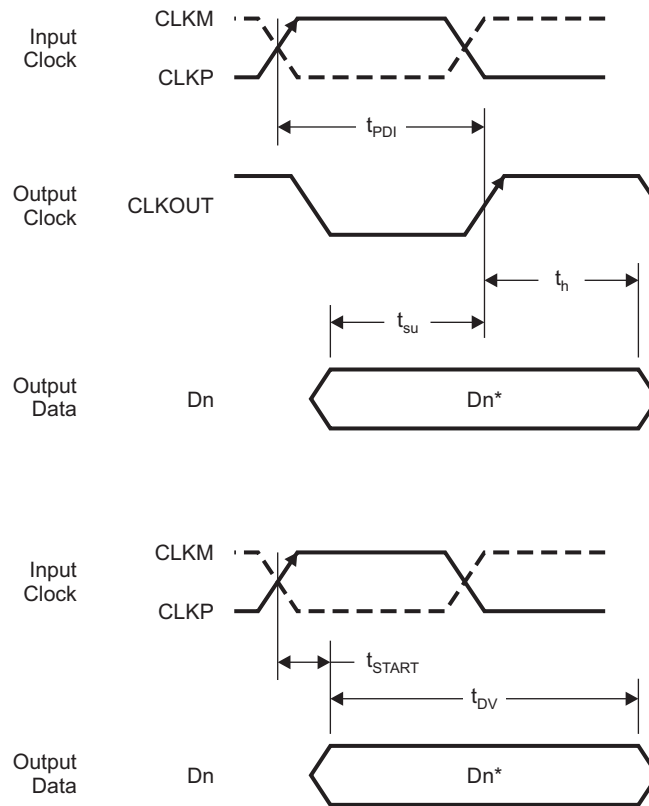 Input
Clock
CLKM
CLKP
tPDI
Output
Clock
CLKOUT
th
tsu
Output
Data
Dn
Dn*
Input
Clock
CLKM
CLKP
tSTART
tDV
Output
Data
Dn
Dn*